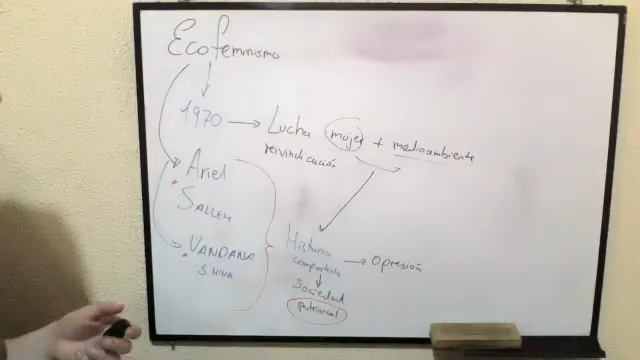 Ecofeminismo
1970 → Lucha mujer + medioambiente
reivindicación
Ariel
SALLEH
VANDANA
SHIVA
Historia
compartida → Opresión
Sociedad
patriarcal